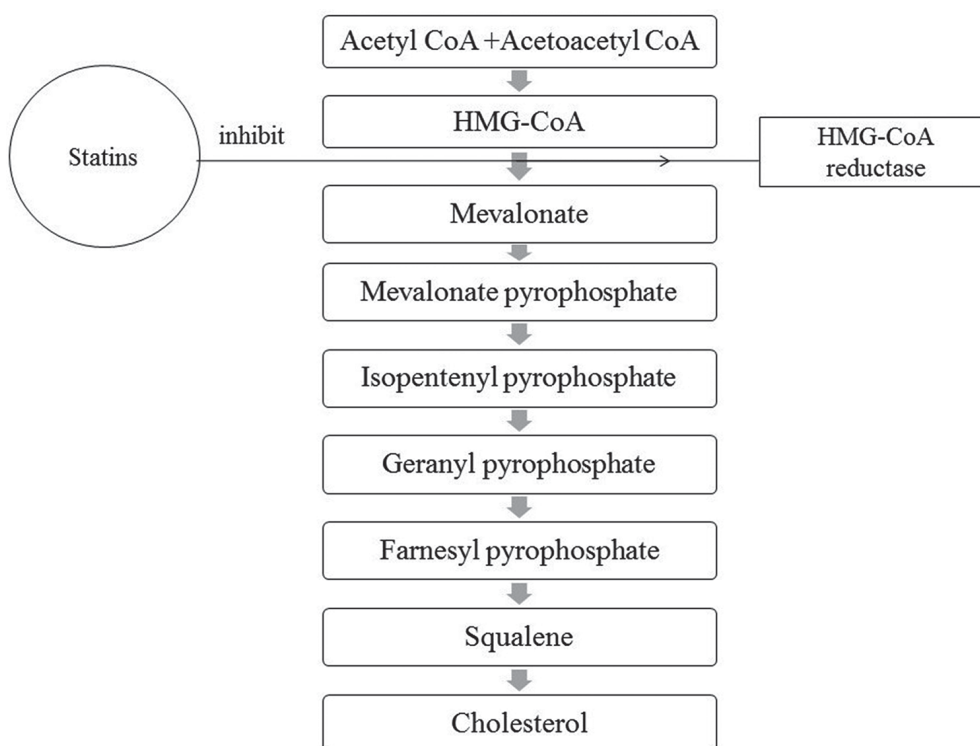 Acetyl CoA +Acetoacetyl CoA
HMG-CoA
inhibit
Statins
HMG-CoA
reductase
Mevalonate
Mevalonate pyrophosphate
Isopentenyl pyrophosphate
Geranyl pyrophosphate
Farnesyl pyrophosphate
Squalene
Cholesterol